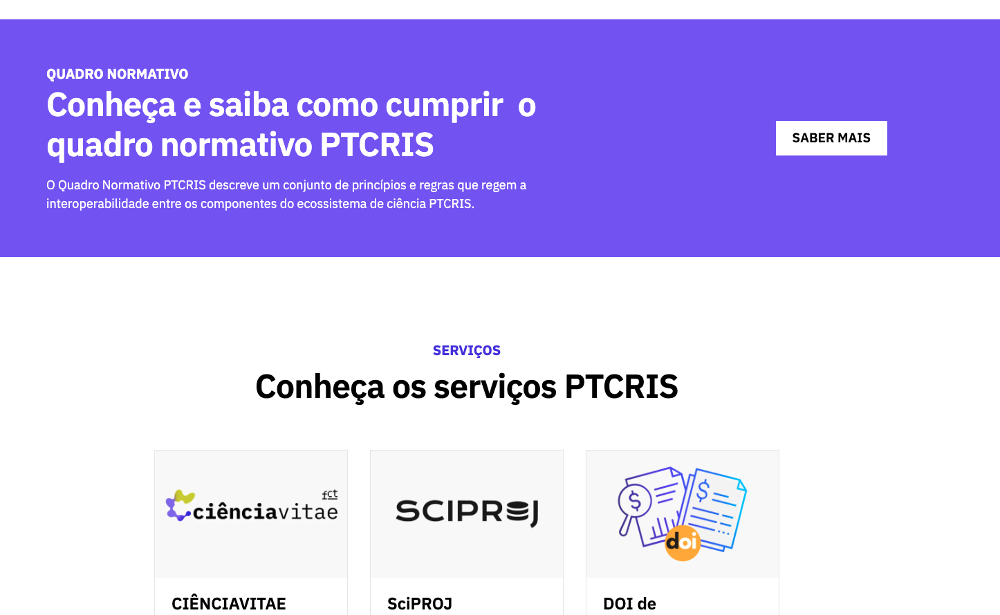 QUADRO NORMATIVO
Conheça e saiba como cumprir  o
quadro normativo PTCRIS
O Quadro Normativo PTCRIS descreve um conjunto de princípios e regras que regem a
interoperabilidade entre os componentes do ecossistema de ciência PTCRIS.
SABER MAIS
SERVIÇOS
Conheça os serviços PTCRIS
fct
ciênciavitae
SCIPROJ
$
$
doi
CIÊNCIAVITAE
SciPROJ
DOI de